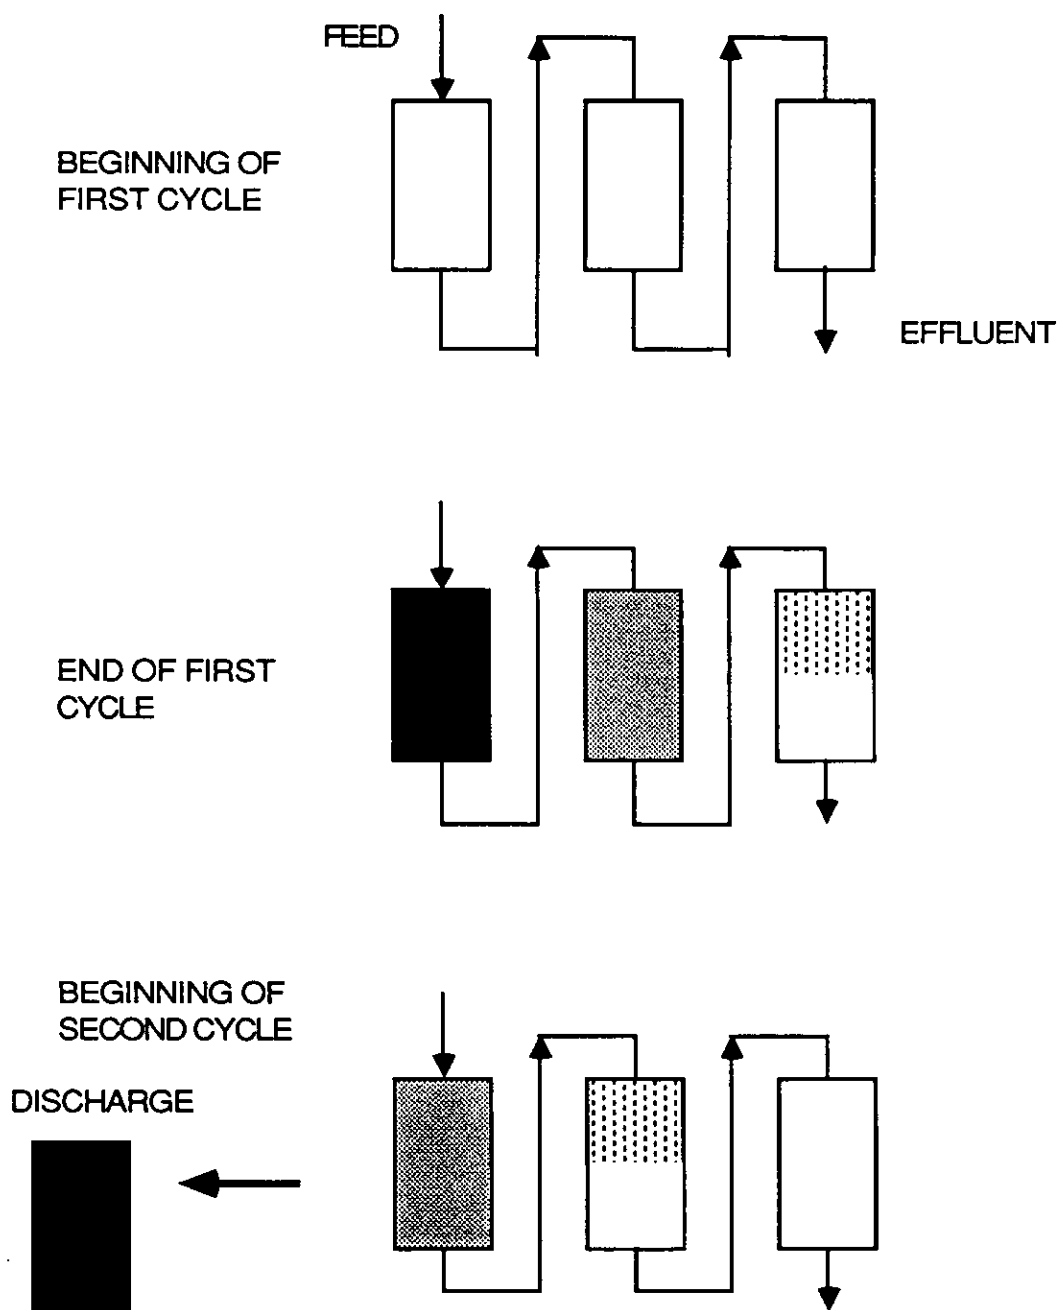 FEED
BEGINNING OF
FIRST CYCLE
EFFLUENT
END OF FIRST
CYCLE
BEGINNING OF
SECOND CYCLE
DISCHARGE